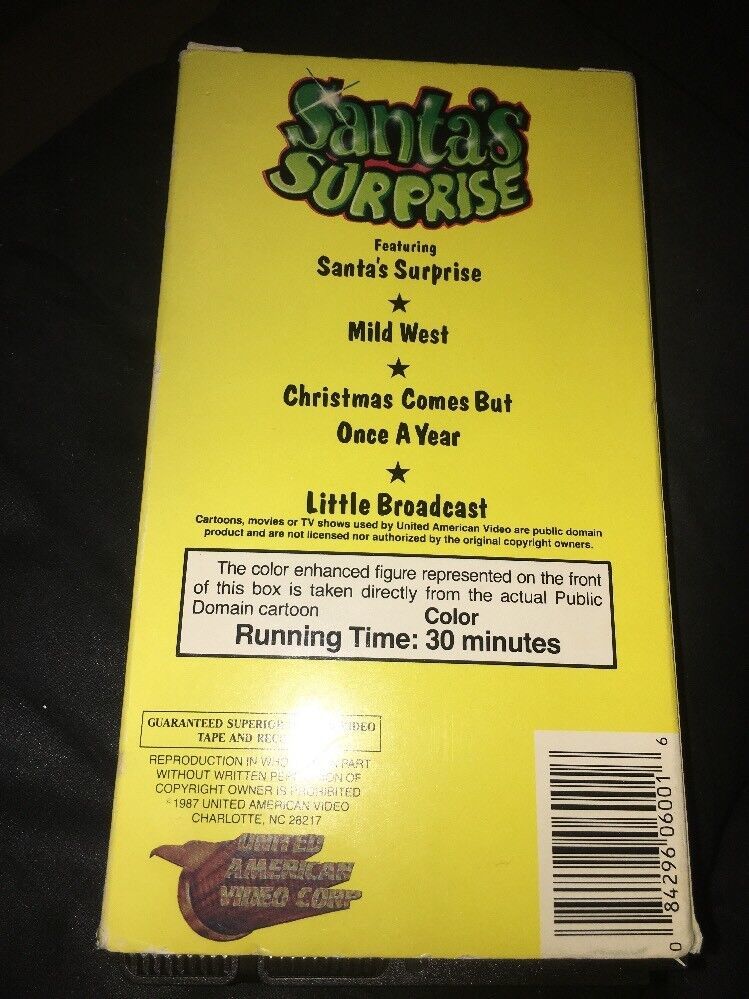 Santa's
SURPRISE
Featuring
Santa's Surprise
★
Mild West
★
Christmas Comes But
Once A Year
★
Little Broadcast
Cartoons, movies or TV shows used by United American Video are public domain
product and are not licensed nor authorized by the original copyright owners.
The color enhanced figure represented on the front
of this box is taken directly from the actual Public
Domain cartoon Color
Running Time: 30 minutes
GUARANTEED SUPERIOR
TAPE AND
REPRODUCTION IN PART
WITHOUT WRITTEN OF
COPYRIGHT OWNER IS PROHIBITED
©1987 UNITED AMERICAN VIDEO
CHARLOTTE, NC 28217
UNITED
AMERICAN
VIDEO CORP
0 84296 06001 6